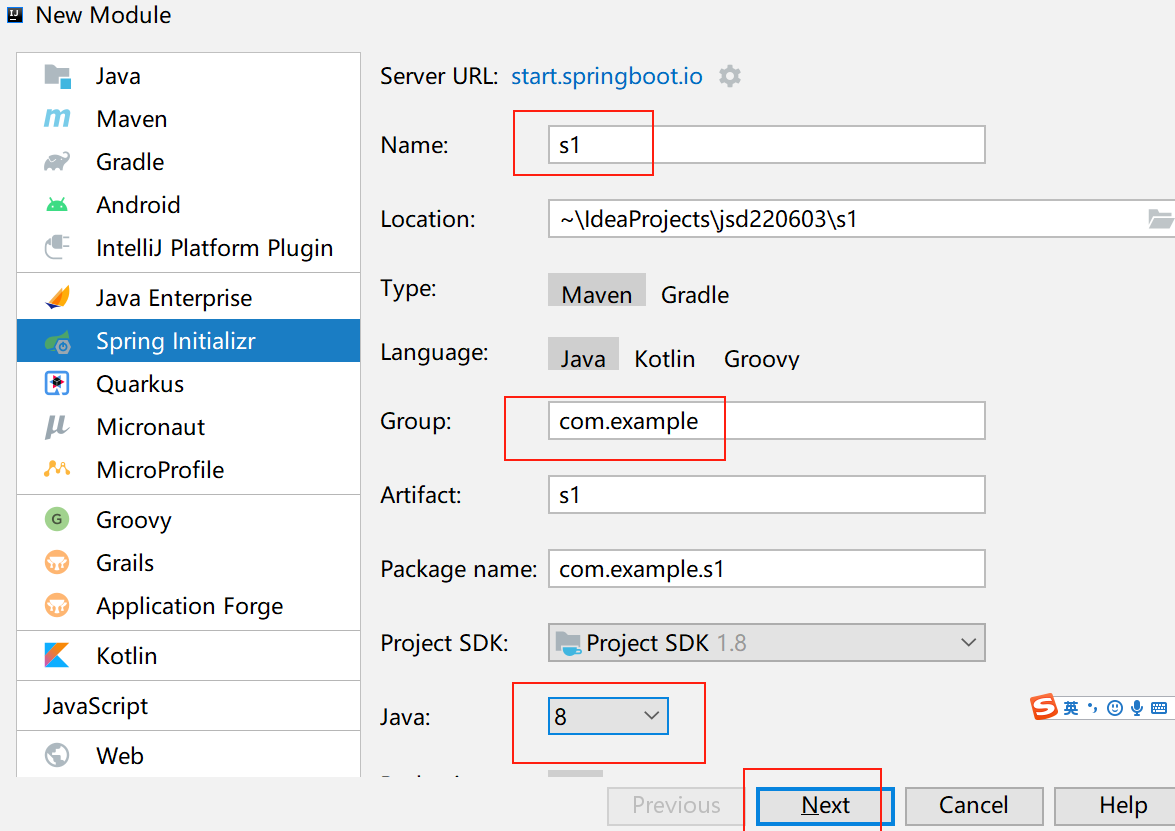 New Module
Java
Maven
Gradle
Android
IntelliJ Platform Plugin
Java Enterprise
Spring Initializr
Quarkus
Micronaut
MicroProfile
Groovy
Grails
Application Forge
Kotlin
JavaScript
Web
Server URL: start.springboot.io
Name: s1
Location: ~\IdeaProjects\jsd220603\s1
Type: Maven Gradle
Language: Java Kotlin Groovy
Group: com.example
Artifact: s1
Package name: com.example.s1
Project SDK: Project SDK 1.8
Java: 8
英
Previous Next Cancel Help